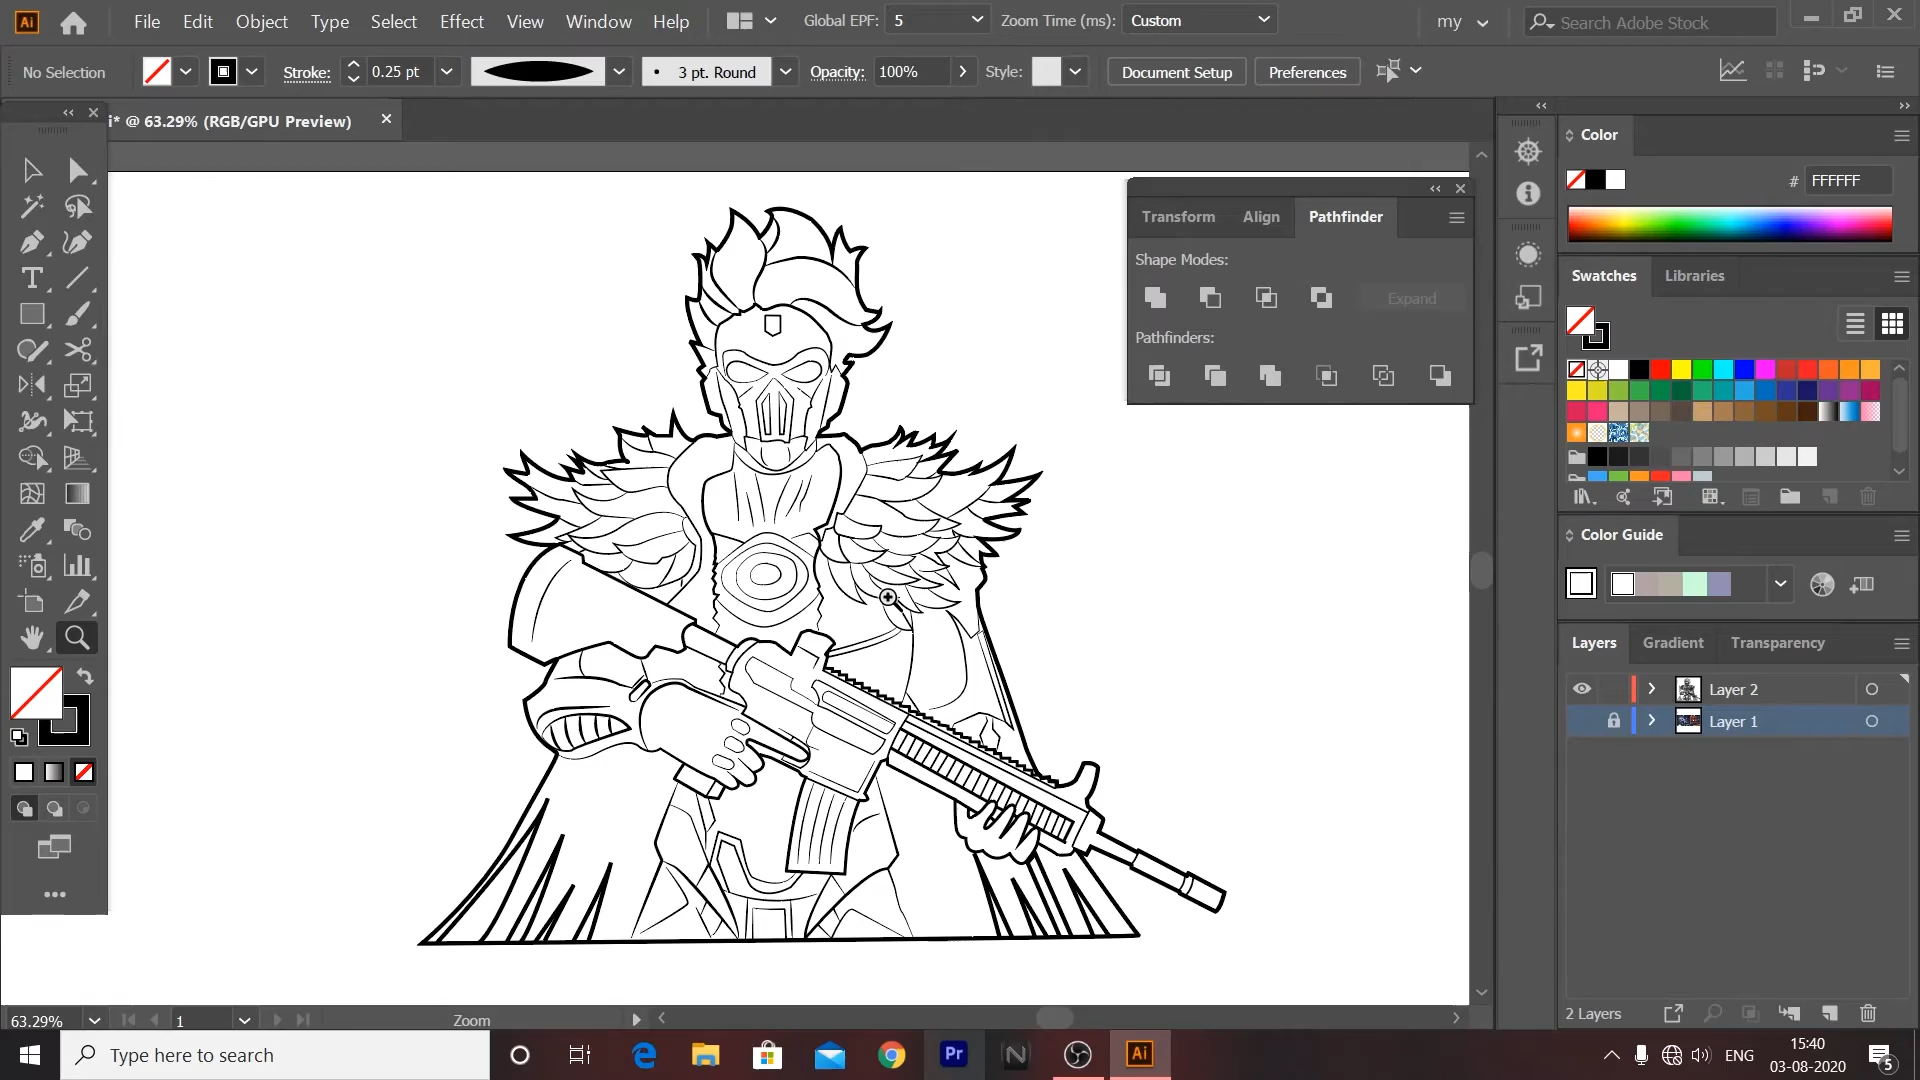 Ai File Edit Object Type Select Effect View Window Help Global EPF: 5 Zoom Time (ms): Custom my Search Adobe Stock
No Selection Stroke: 0.25 pt 3 pt. Round Opacity: 100% Style: Document Setup Preferences
i* @ 63.29% (RGB/GPU Preview)
Color
# FFFFFF
Transform Align Pathfinder
Shape Modes:
Expand
Pathfinders:
Swatches Libraries
Color Guide
Layers Gradient Transparency
Layer 2
Layer 1
2 Layers
63.29% 1 Zoom
Type here to search Pr N Ai ENG 15:40
03-08-2020
5